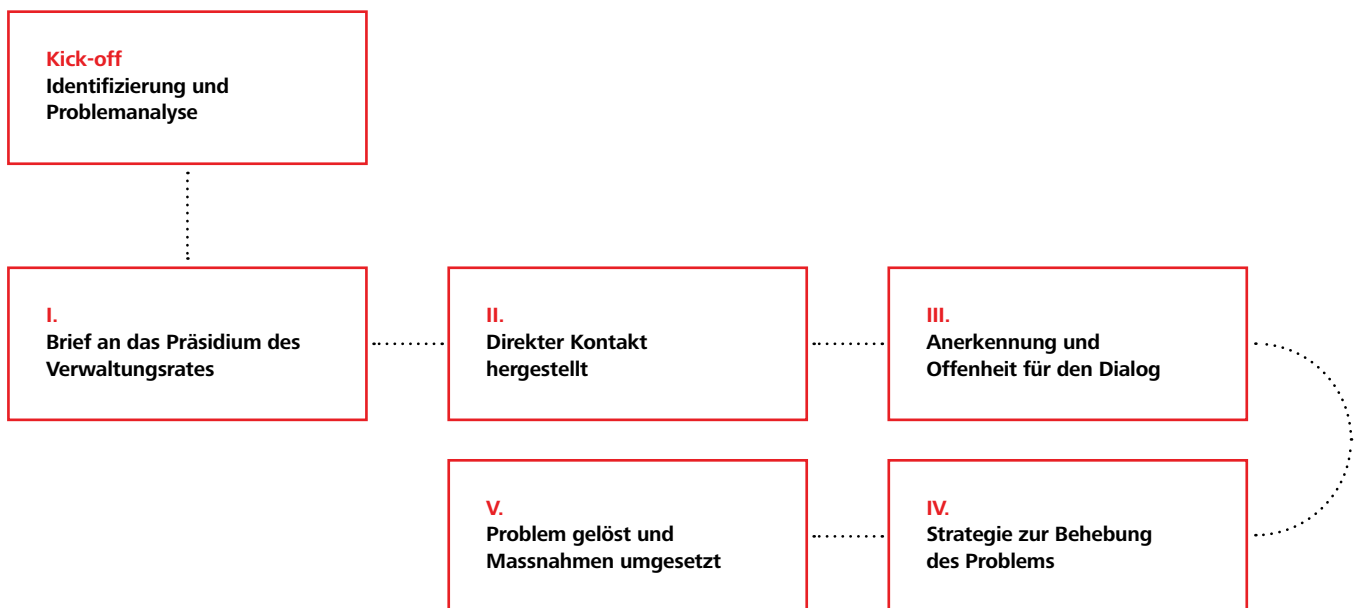 Kick-off
Identifizierung und
Problemanalyse
I.
Brief an das Präsidium des
Verwaltungsrates
II.
Direkter Kontakt
hergestellt
III.
Anerkennung und
Offenheit für den Dialog
V.
Problem gelöst und
Massnahmen umgesetzt
IV.
Strategie zur Behebung
des Problems